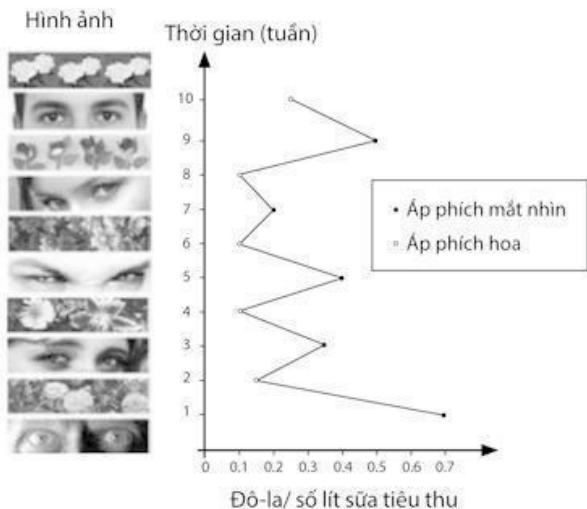 Hình ảnh
Thời gian (tuần)
10
9
8
7
6
5
4
3
2
1
0 0.1 0.2 0.3 0.4 0.5 0.6 0.7
Đô-la/ số lít sữa tiêu thu
Áp phích mắt nhìn
Áp phích hoa